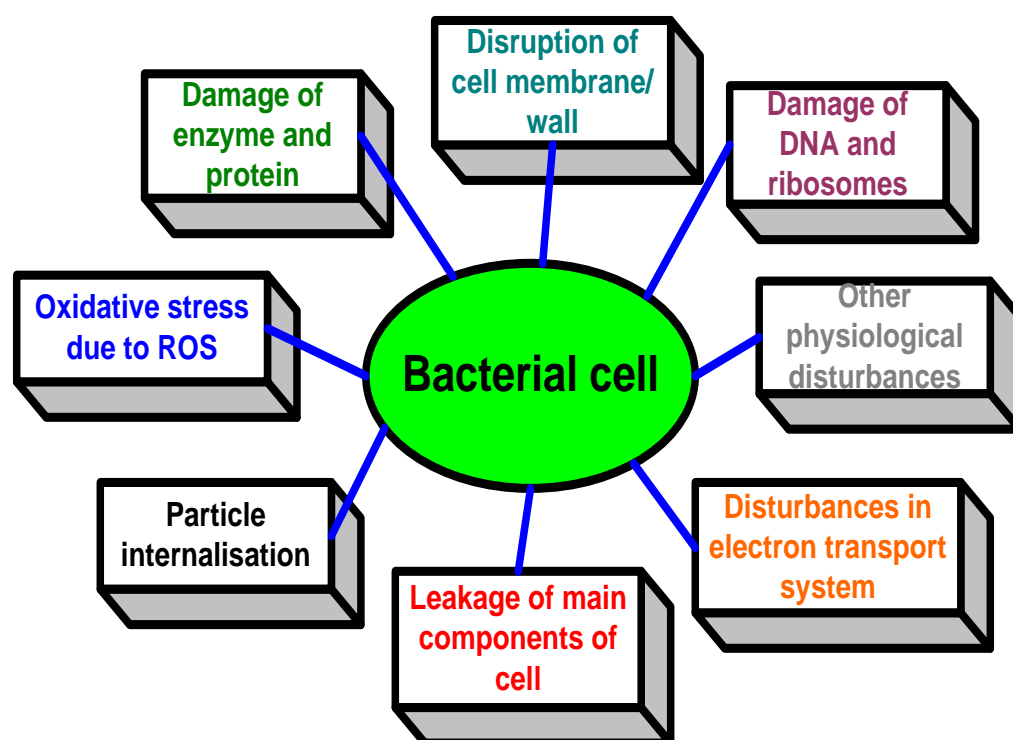 Disruption of
cell membrane/
wall
Damage of
enzyme and
protein
Damage of
DNA and
ribosomes
Oxidative stress
due to ROS
Other
physiological
disturbances
Bacterial cell
Particle
internalisation
Disturbances in
electron transport
system
Leakage of main
components of
cell